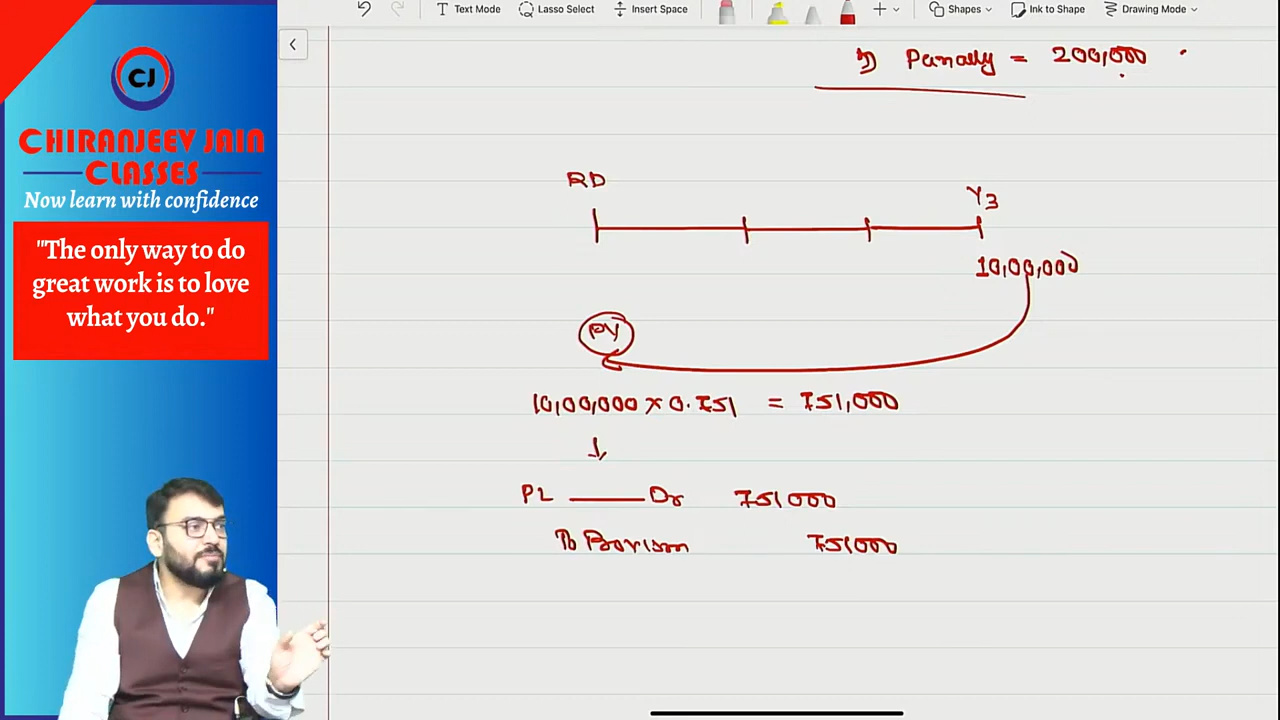 Text Mode
Lasso Select
Insert Space
Shapes
Ink to Shape
Drawing Mode
CJ
CHIRANJEEV JAIN
CLASSES
Now learn with confidence
"The only way to do
great work is to love
what you do."
Penalty = 200,000
RD
Y3
10,00,000
PV
10,00,000 x 0.751 = 751,000
PL Dr 751000
To Provision 751000